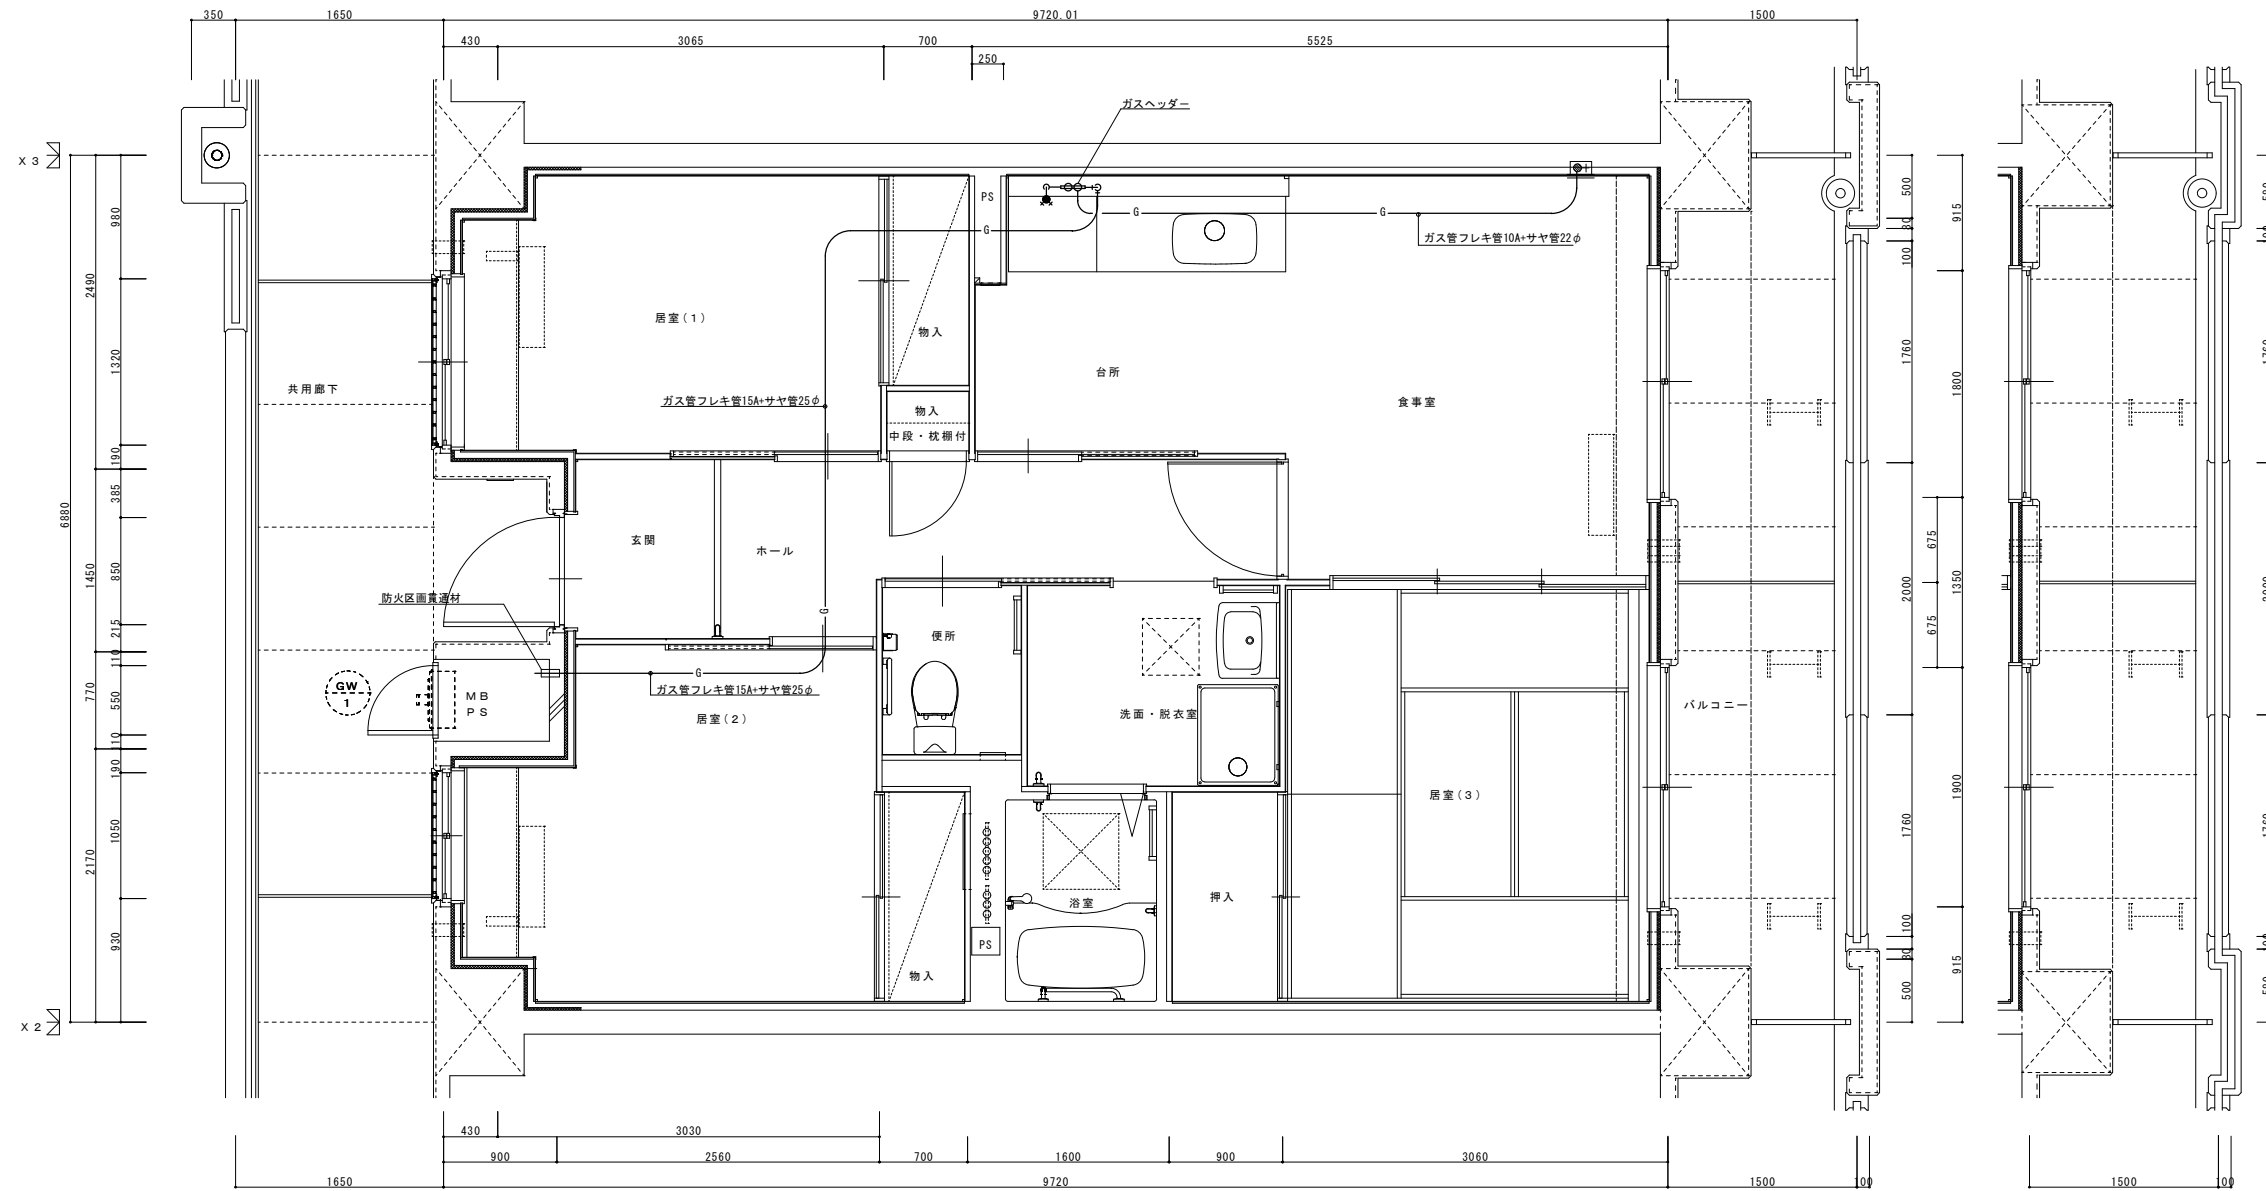 350
1650
9720.01
1500
430
3065
700
5525
250
ガスヘッダー
X 3
PS
G
G
G
ガス管フレキ管10A+サヤ管22φ
500
80
100
1760
2000
1760
100
80
500
915
1800
675
1350
675
1900
915
980
2490
1320
190
385
6880
1450
850
215
110
770
550
110
190
2170
1050
930
居室(1)
物入
台所
食事室
共用廊下
ガス管フレキ管15A+サヤ管25φ
物入
中段・枕棚付
玄関
ホール
防火区画貫通材
G
便所
GW
1
MB
PS
G
ガス管フレキ管15A+サヤ管25φ
居室(2)
洗面・脱衣室
バルコニー
居室(3)
押入
浴室
PS
物入
X 2
430
3030
900
2560
700
1600
900
3060
1650
9720
1500
100
1500
100